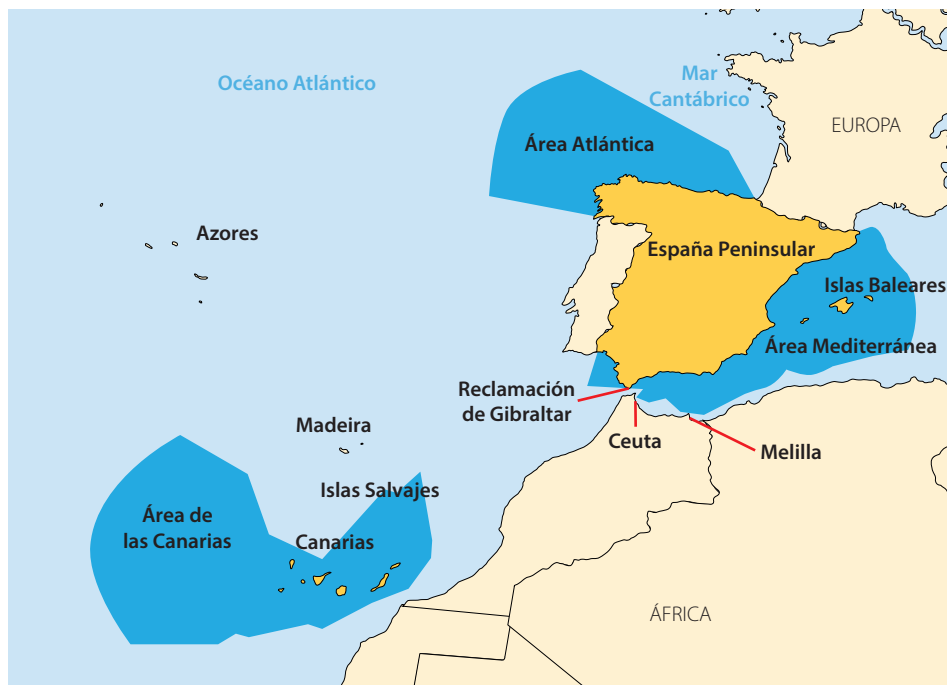 Océano Atlántico
Mar
Cantábrico
EUROPA
Área Atlántica
Azores
España Peninsular
Islas Baleares
Área Mediterránea
Reclamación
de Gibraltar
Madeira
Ceuta
Melilla
Islas Salvajes
Área de
las Canarias
Canarias
ÁFRICA